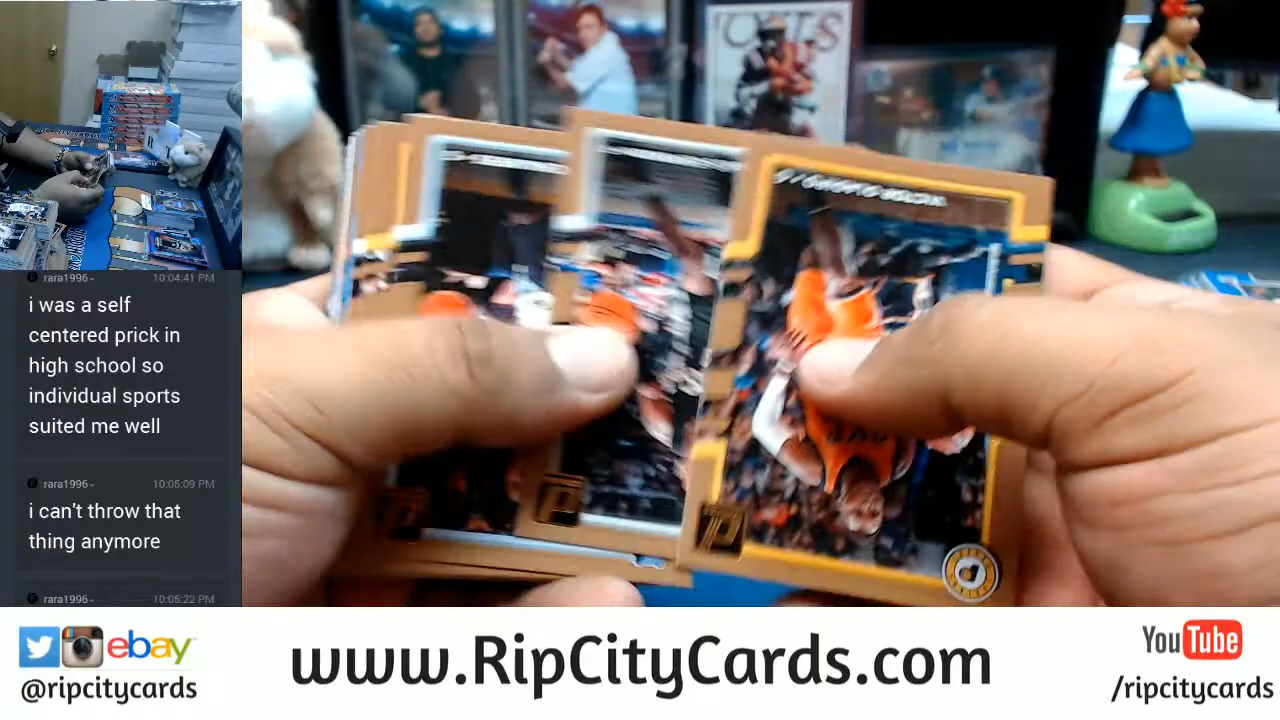 COLTS
rara1996-
10:04:41 PM
i was a self
centered prick in
high school so
individual sports
suited me well
rara1996-
10:05:09 PM
i can't throw that
thing anymore
rara1996-
10:05:22 PM
ebay
@ripcitycards
www.RipCityCards.com
YouTube
/ripcitycards